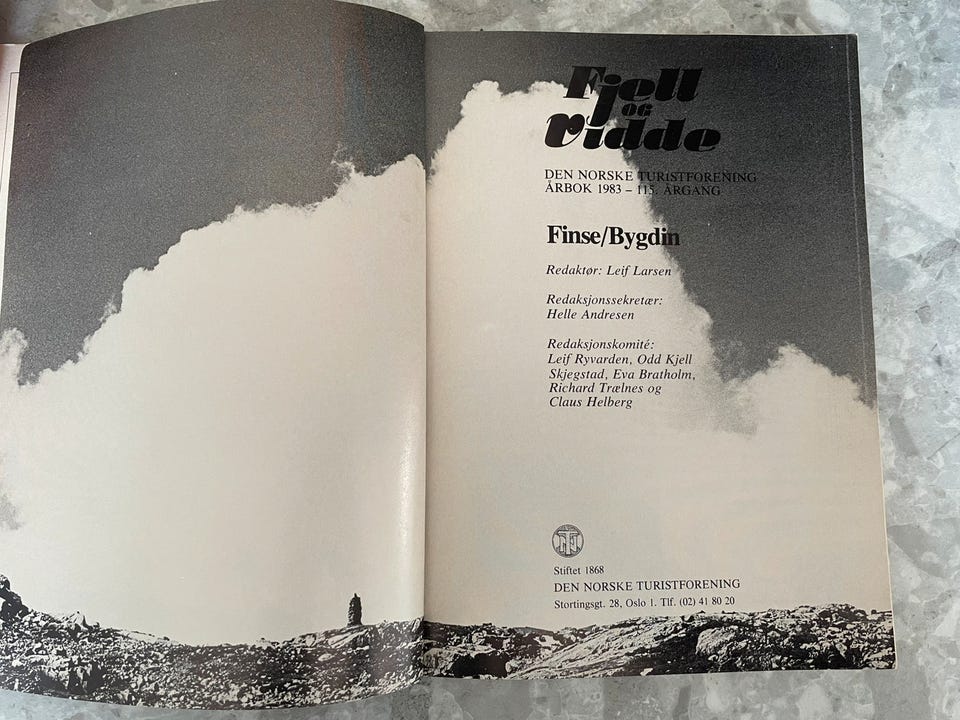 Fjell
OG
vidde
DEN NORSKE TURISTFORENING
ÅRBOK 1983 – 115. ÅRGANG
Finse/Bygdin
Redaktør: Leif Larsen
Redaksjonssekretær:
Helle Andresen
Redaksjonskomité:
Leif Ryvarden, Odd Kjell
Skjegstad, Eva Bratholm,
Richard Trælnes og
Claus Helberg
Stiftet 1868
DEN NORSKE TURISTFORENING
Stortingsgt. 28, Oslo 1. Tlf. (02) 41 80 20